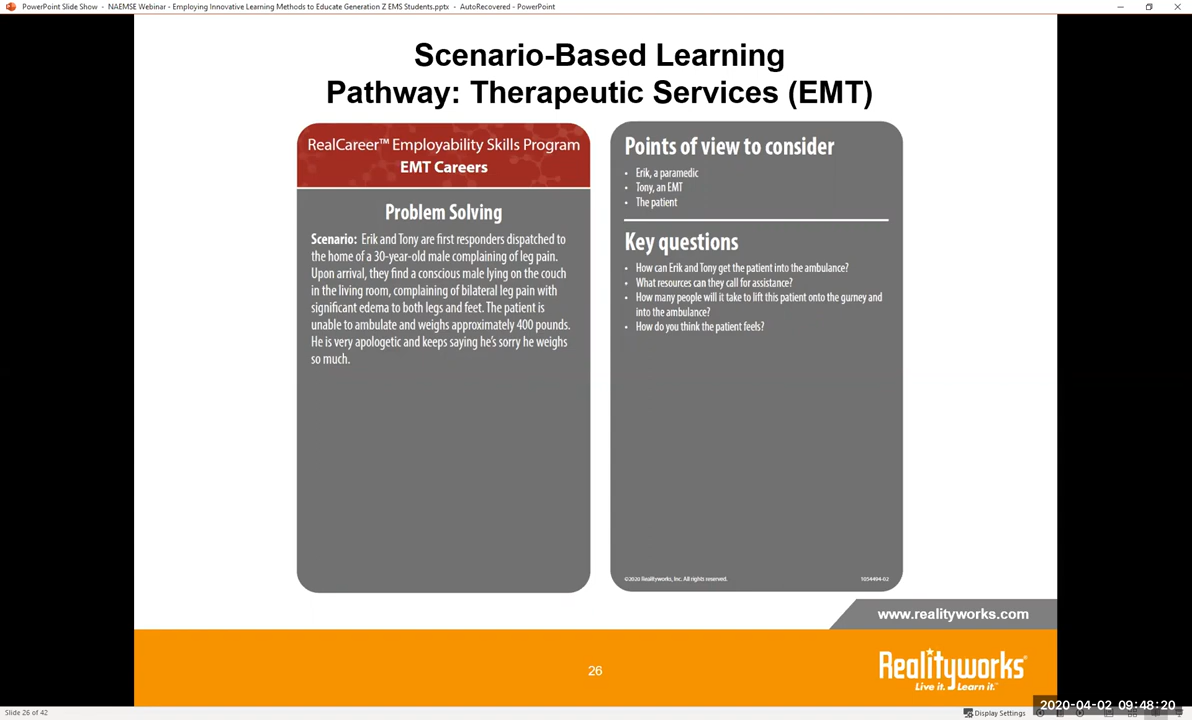 PowerPoint Slide Show - NAEMSE Webinar - Employing Innovative Learning Methods to Educate Generation Z EMS Students.pptx - AutoRecovered - PowerPoint
Scenario-Based Learning
Pathway: Therapeutic Services (EMT)
RealCareer™ Employability Skills Program
EMT Careers
Problem Solving
Scenario: Erik and Tony are first responders dispatched to
the home of a 30-year-old male complaining of leg pain.
Upon arrival, they find a conscious male lying on the couch
in the living room, complaining of bilateral leg pain with
significant edema to both legs and feet. The patient is
unable to ambulate and weighs approximately 400 pounds.
He is very apologetic and keeps saying he's sorry he weighs
so much.
Points of view to consider
• Erik, a paramedic
• Tony, an EMT
• The patient
Key questions
• How can Erik and Tony get the patient into the ambulance?
• What resources can they call for assistance?
• How many people will it take to lift this patient onto the gurney and
into the ambulance?
• How do you think the patient feels?
©2020 Realityworks, Inc. All rights reserved.
1054494-02
www.realityworks.com
26
Realityworks®
Live it. Learn it.™
2020-04-02 09:48:20
Slide 26 of 42
Display Settings